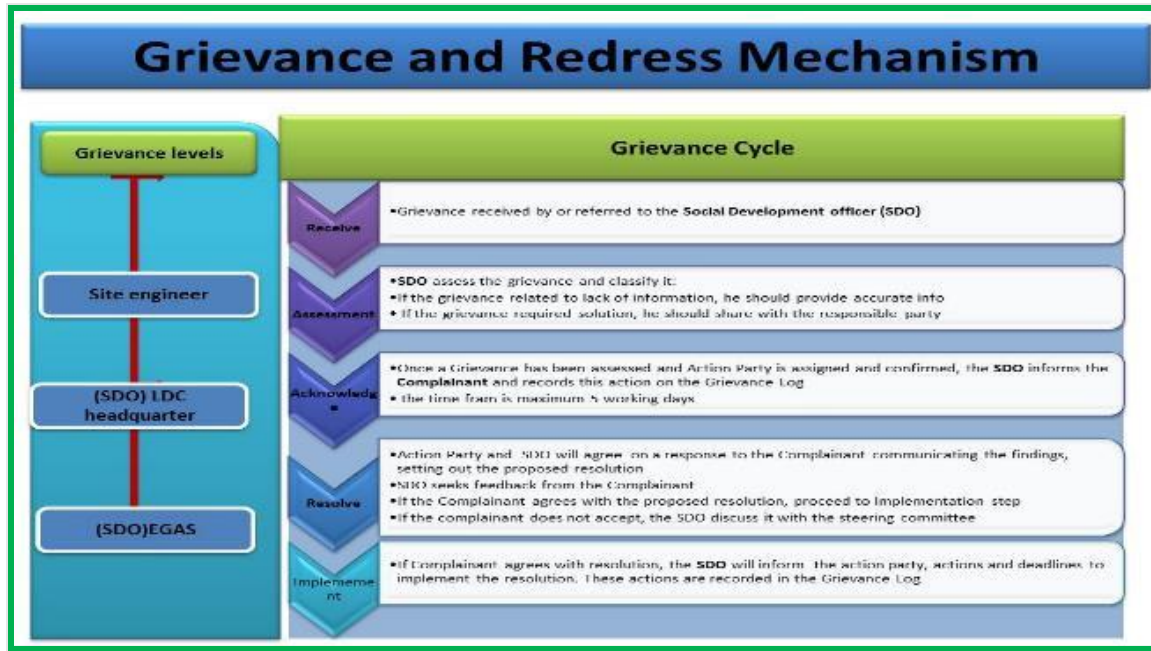 Grievance and Redress Mechanism
Grievance levels
Site engineer
(SDO) LDC
headquarter
(SDO)EGAS
Grievance Cycle
Receive
•Grievance received by or referred to the Social Development officer (SDO)
Assessment
•SDO assess the grievance and classify it:
•If the grievance related to lack of information, he should provide accurate info
• If the grievance required solution, he should share with the responsible party
Acknowledg
e
•Once a Grievance has been assessed and Action Party is assigned and confirmed, the SDO informs the
Complainant and records this action on the Grievance Log
• the time fram is maximum 5 working days
Resolve
•Action Party and SDO will agree on a response to the Complainant communicating the findings,
setting out the proposed resolution
•SDO seeks feedback from the Complainant
•If the Complainant agrees with the proposed resolution, proceed to Implementation step
•If the complainant does not accept, the SDO discuss it with the steering committee
Implememe
nt
•If Complainant agrees with resolution, the SDO will inform the action party, actions and deadlines to
implement the resolution. These actions are recorded in the Grievance Log